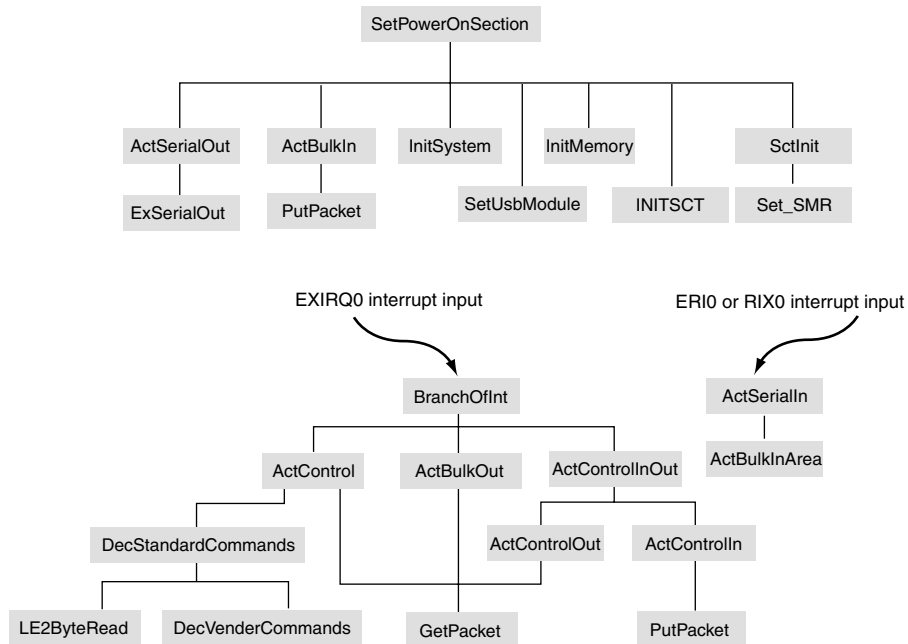 SetPowerOnSection
ActSerialOut
ActBulkIn
InitSystem
InitMemory
SctInit
ExSerialOut
PutPacket
SetUsbModule
INITSCT
Set_SMR
EXIRQ0 interrupt input
ERI0 or RIX0 interrupt input
BranchOfInt
ActSerialIn
ActControl
ActBulkOut
ActControlInOut
ActBulkInArea
DecStandardCommands
ActControlOut
ActControlIn
LE2ByteRead
DecVenderCommands
GetPacket
PutPacket